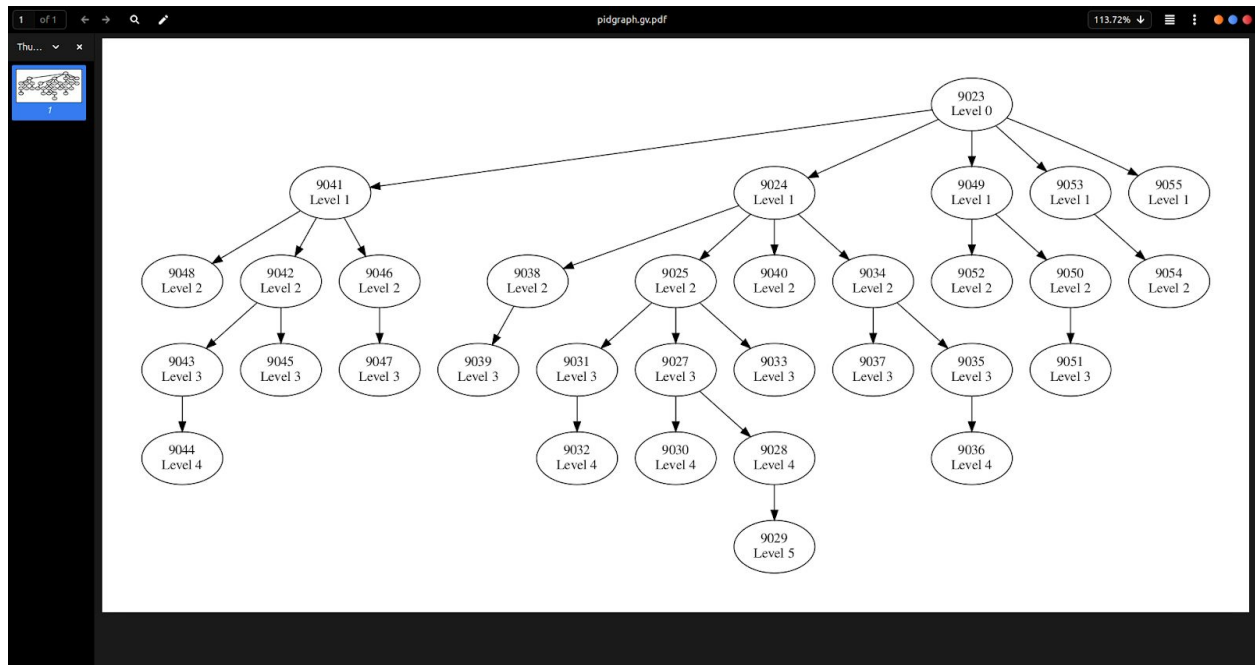 1 of 1
pidgraph.gv.pdf
113.72%
Thu...
1
9023
Level 0
9041
Level 1
9024
Level 1
9049
Level 1
9053
Level 1
9055
Level 1
9048
Level 2
9042
Level 2
9046
Level 2
9038
Level 2
9025
Level 2
9040
Level 2
9034
Level 2
9052
Level 2
9050
Level 2
9054
Level 2
9043
Level 3
9045
Level 3
9047
Level 3
9039
Level 3
9031
Level 3
9027
Level 3
9033
Level 3
9037
Level 3
9035
Level 3
9051
Level 3
9044
Level 4
9032
Level 4
9030
Level 4
9028
Level 4
9036
Level 4
9029
Level 5